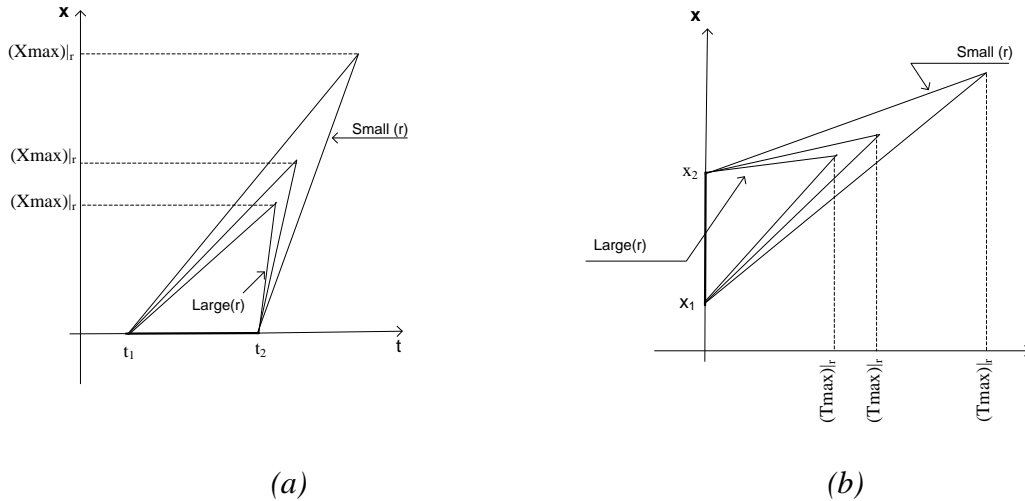 x
(Xmax)|r
Small (r)
(Xmax)|r
(Xmax)|r
Large(r)
t1
t2
t
(a)
x
Small (r)
x2
Large(r)
x1
(Tmax)|r
(Tmax)|r
(Tmax)|r
(b)